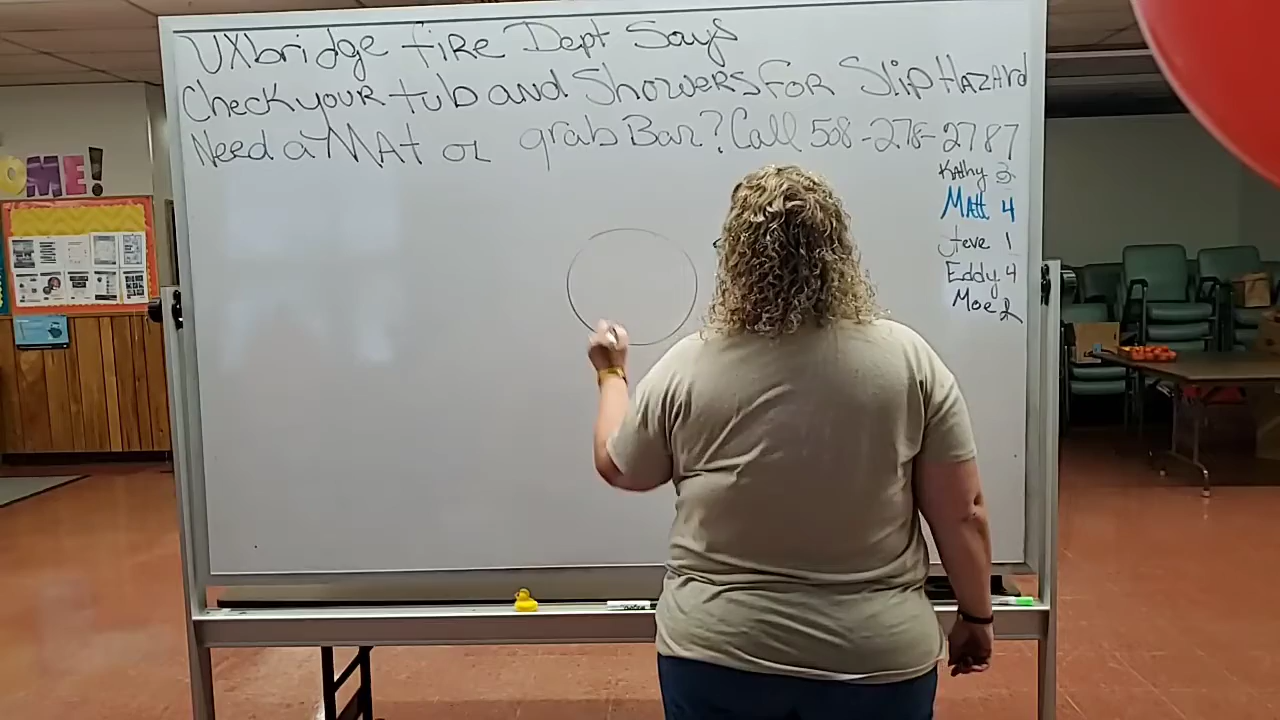 UXbridge fire Dept Says
Check your tub and Showers For Slip Hazard
Need a MAt or grab Bar? Call 508-278-2787
KAthy 3
MAtt 4
Steve 1
Eddy 4
Moe 2
OME!